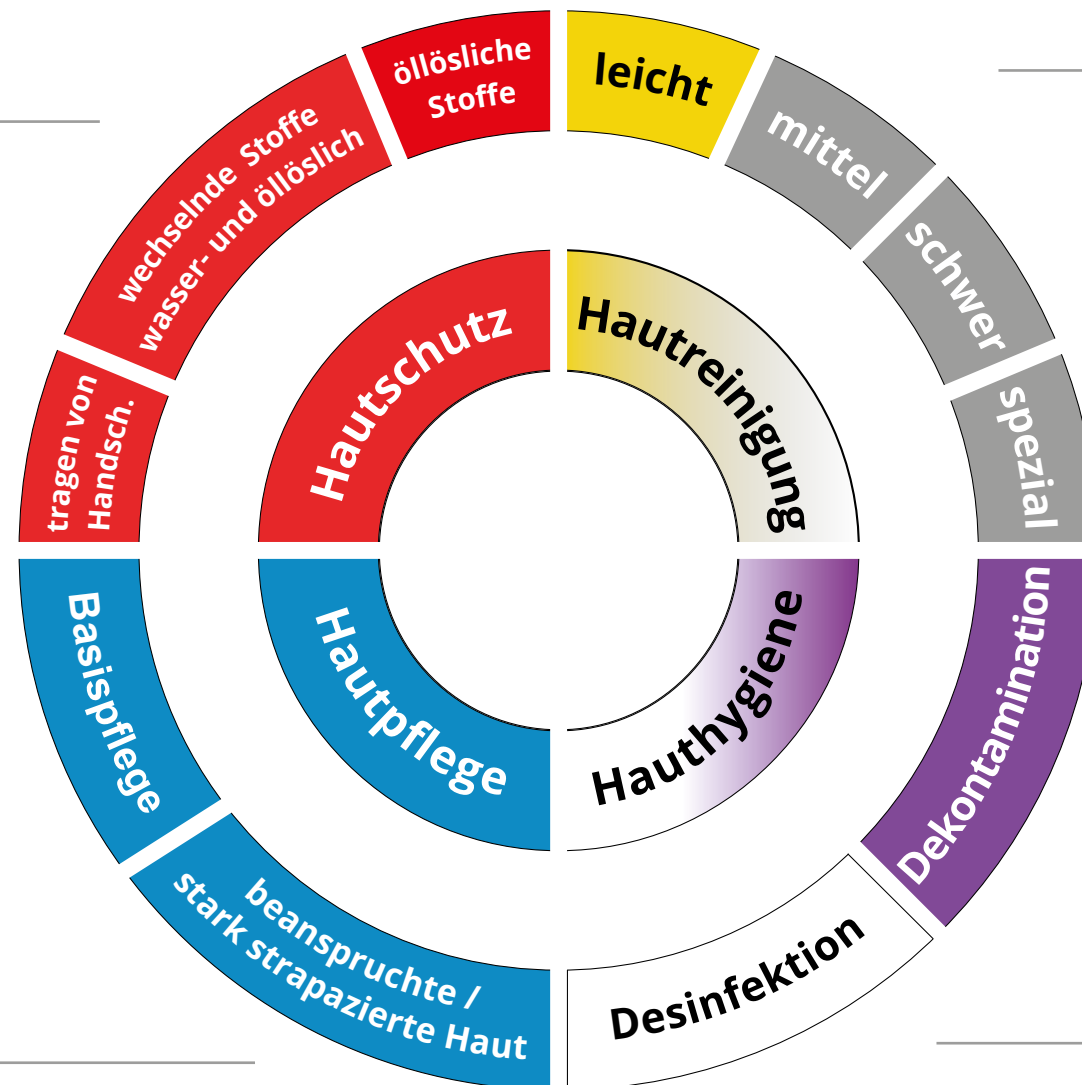 öllösliche
Stoffe
wechselnde Stoffe
wasser- und öllöslich
tragen von
Handsch.
leicht
mittel
schwer
spezial
Hautschutz
Hautreinigung
Hautpflege
Hauthygiene
Basispflege
beanspruchte /
stark strapazierte Haut
Desinfektion
Dekontamination